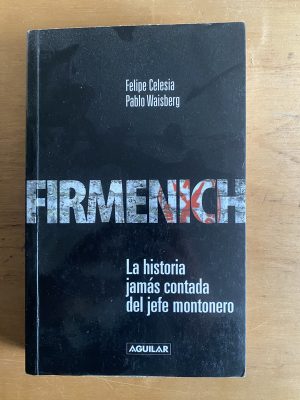 Felipe Celesia
Pablo Waisberg
FIRMENICH
La historia
jamás contada
del jefe montonero
AGUILAR